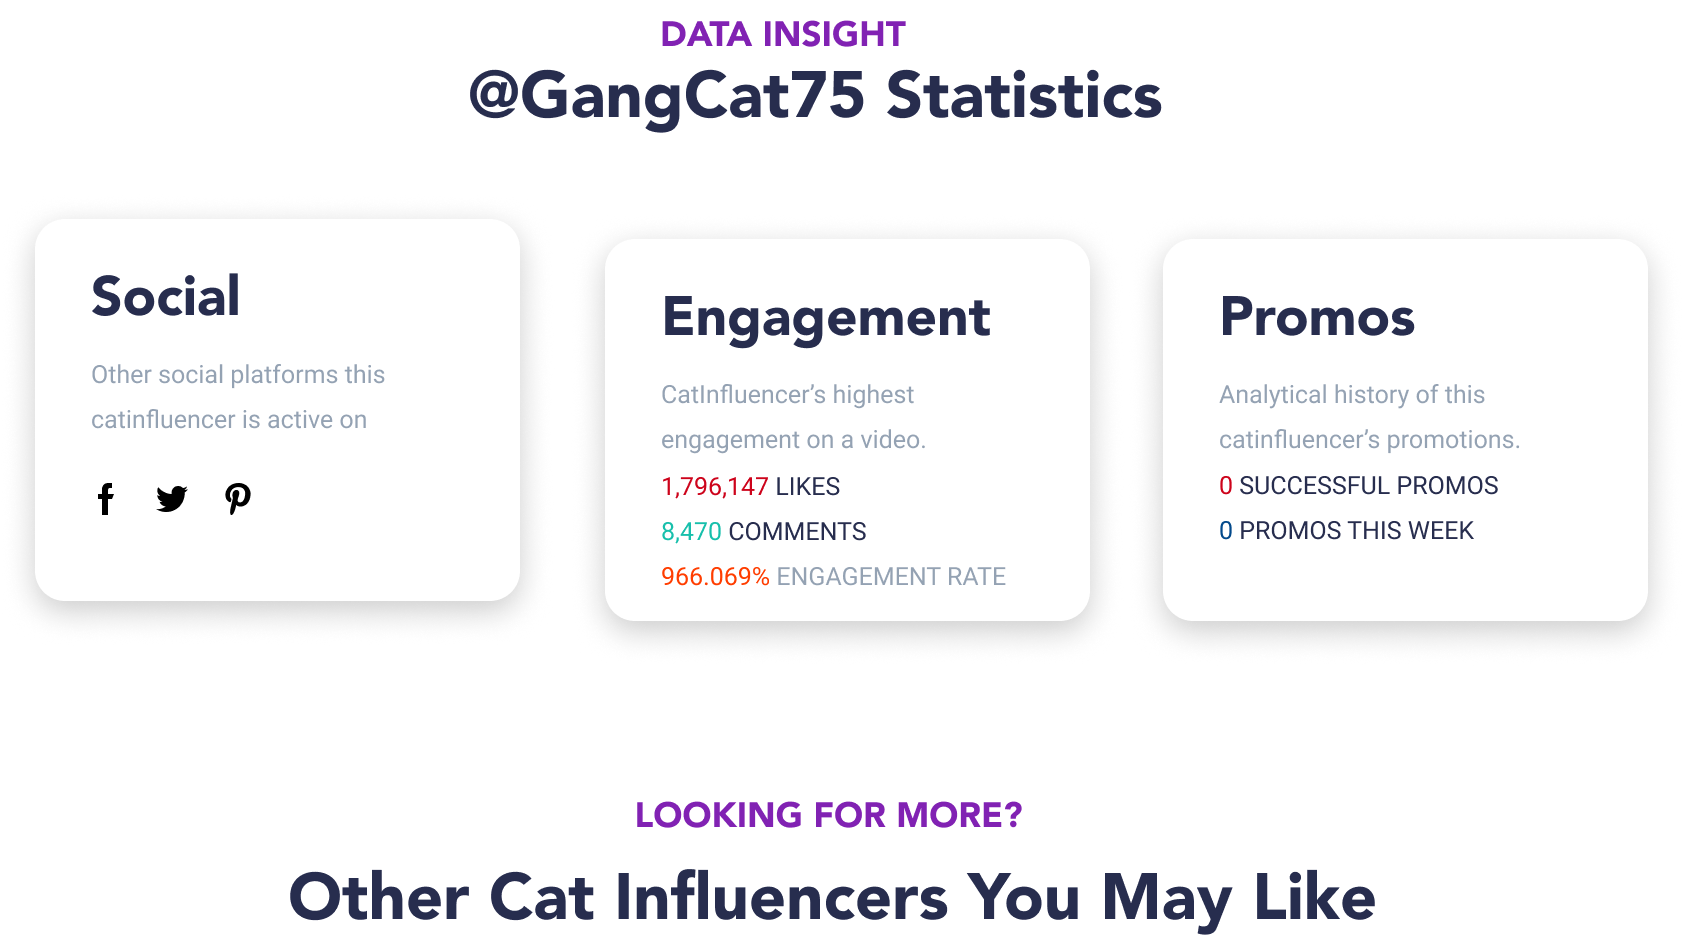 DATA INSIGHT
@GangCat75 Statistics
Social
Other social platforms this
catinfluencer is active on
Engagement
CatInfluencer’s highest
engagement on a video.
1,796,147 LIKES
8,470 COMMENTS
966.069% ENGAGEMENT RATE
Promos
Analytical history of this
catinfluencer’s promotions.
0 SUCCESSFUL PROMOS
0 PROMOS THIS WEEK
LOOKING FOR MORE?
Other Cat Influencers You May Like